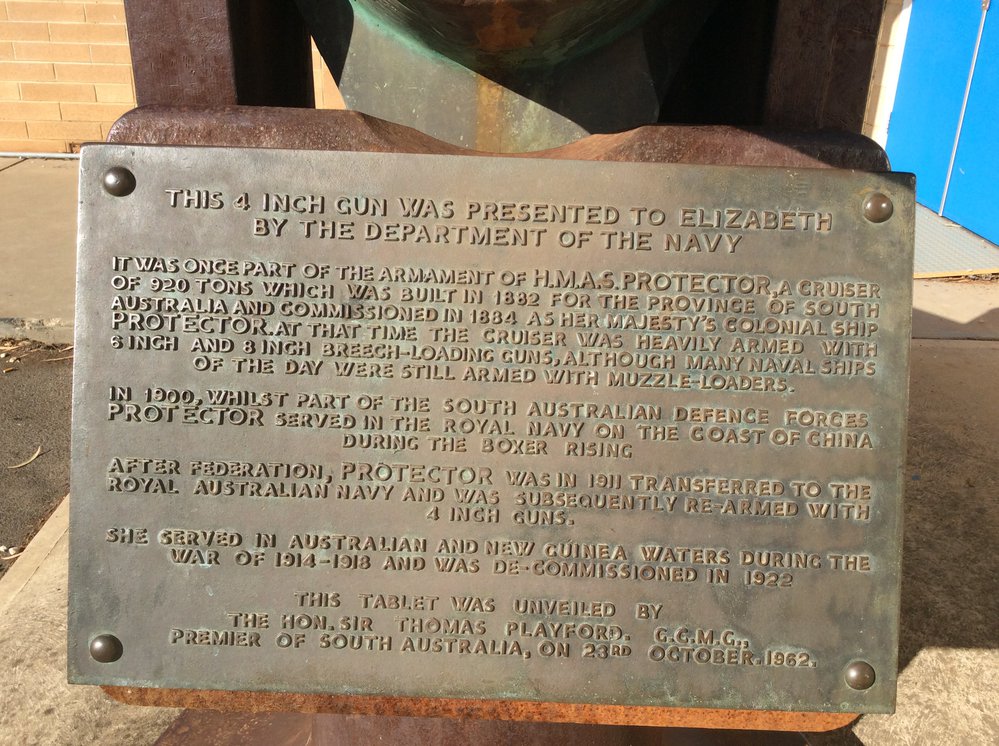 THIS 4 INCH GUN WAS PRESENTED TO ELIZABETH
BY THE DEPARTMENT OF THE NAVY
IT WAS ONCE PART OF THE ARMAMENT OF H.M.A.S. PROTECTOR, A CRUISER
OF 920 TONS WHICH WAS BUILT IN 1882 FOR THE PROVINCE OF SOUTH
AUSTRALIA AND COMMISSIONED IN 1884 AS HER MAJESTY'S COLONIAL SHIP
PROTECTOR. AT THAT TIME THE CRUISER WAS HEAVILY ARMED WITH
6 INCH AND 8 INCH BREECH-LOADING GUNS, ALTHOUGH MANY NAVAL SHIPS
OF THE DAY WERE STILL ARMED WITH MUZZLE-LOADERS.
IN 1900, WHILST PART OF THE SOUTH AUSTRALIAN DEFENCE FORCES
PROTECTOR SERVED IN THE ROYAL NAVY ON THE COAST OF CHINA
DURING THE BOXER RISING
AFTER FEDERATION, PROTECTOR WAS IN 1911 TRANSFERRED TO THE
ROYAL AUSTRALIAN NAVY AND WAS SUBSEQUENTLY RE-ARMED WITH
4 INCH GUNS.
SHE SERVED IN AUSTRALIAN AND NEW GUINEA WATERS DURING THE
WAR OF 1914-1918 AND WAS DE-COMMISSIONED IN 1922
THIS TABLET WAS UNVEILED BY
THE HON. SIR THOMAS PLAYFORD. G.C.M.G.,
PREMIER OF SOUTH AUSTRALIA, ON 23RD OCTOBER. 1962.